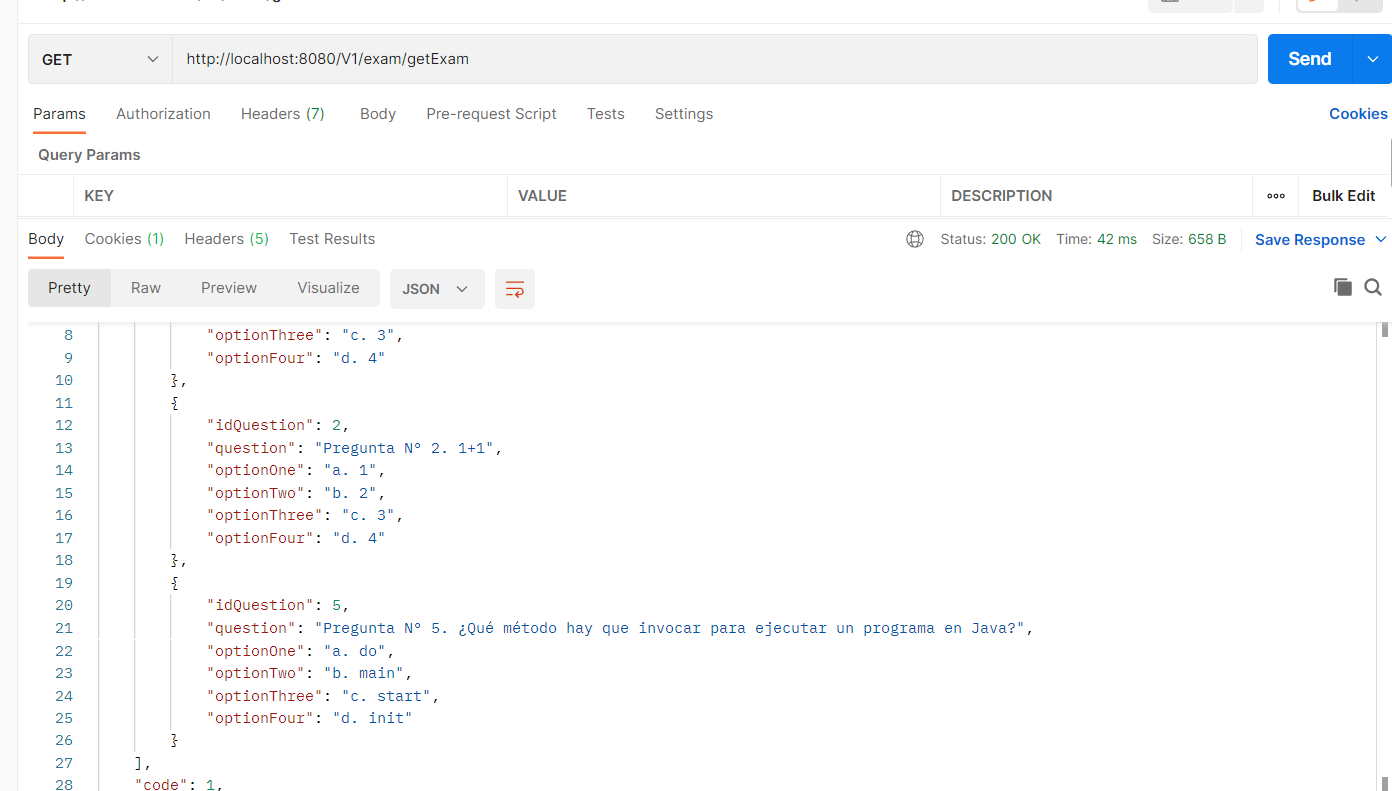 GET http://localhost:8080/V1/exam/getExam Send
Params Authorization Headers (7) Body Pre-request Script Tests Settings Cookies
Query Params
KEY VALUE DESCRIPTION ooo Bulk Edit
Body Cookies (1) Headers (5) Test Results Status: 200 OK Time: 42 ms Size: 658 B Save Response
Pretty Raw Preview Visualize JSON
8 "optionThree": "c. 3",
9 "optionFour": "d. 4"
10 },
11 {
12 "idQuestion": 2,
13 "question": "Pregunta N° 2. 1+1",
14 "optionOne": "a. 1",
15 "optionTwo": "b. 2",
16 "optionThree": "c. 3",
17 "optionFour": "d. 4"
18 },
19 {
20 "idQuestion": 5,
21 "question": "Pregunta N° 5. ¿Qué método hay que invocar para ejecutar un programa en Java?",
22 "optionOne": "a. do",
23 "optionTwo": "b. main",
24 "optionThree": "c. start",
25 "optionFour": "d. init"
26 }
27 ],
28 "code": 1,